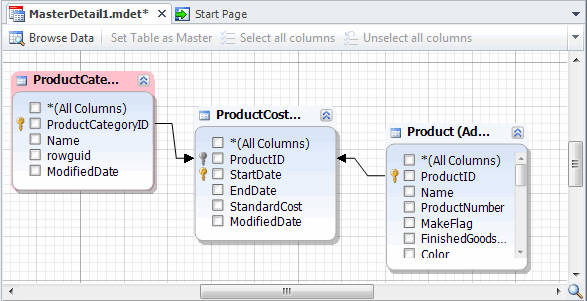 MasterDetail1.mdet* Start Page
Browse Data Set Table as Master Select all columns Unselect all columns
ProductCate...
*(All Columns)
ProductCategoryID
Name
rowguid
ModifiedDate
ProductCost...
*(All Columns)
ProductID
StartDate
EndDate
StandardCost
ModifiedDate
Product (Ad...
*(All Columns)
ProductID
Name
ProductNumber
MakeFlag
FinishedGoods...
Color